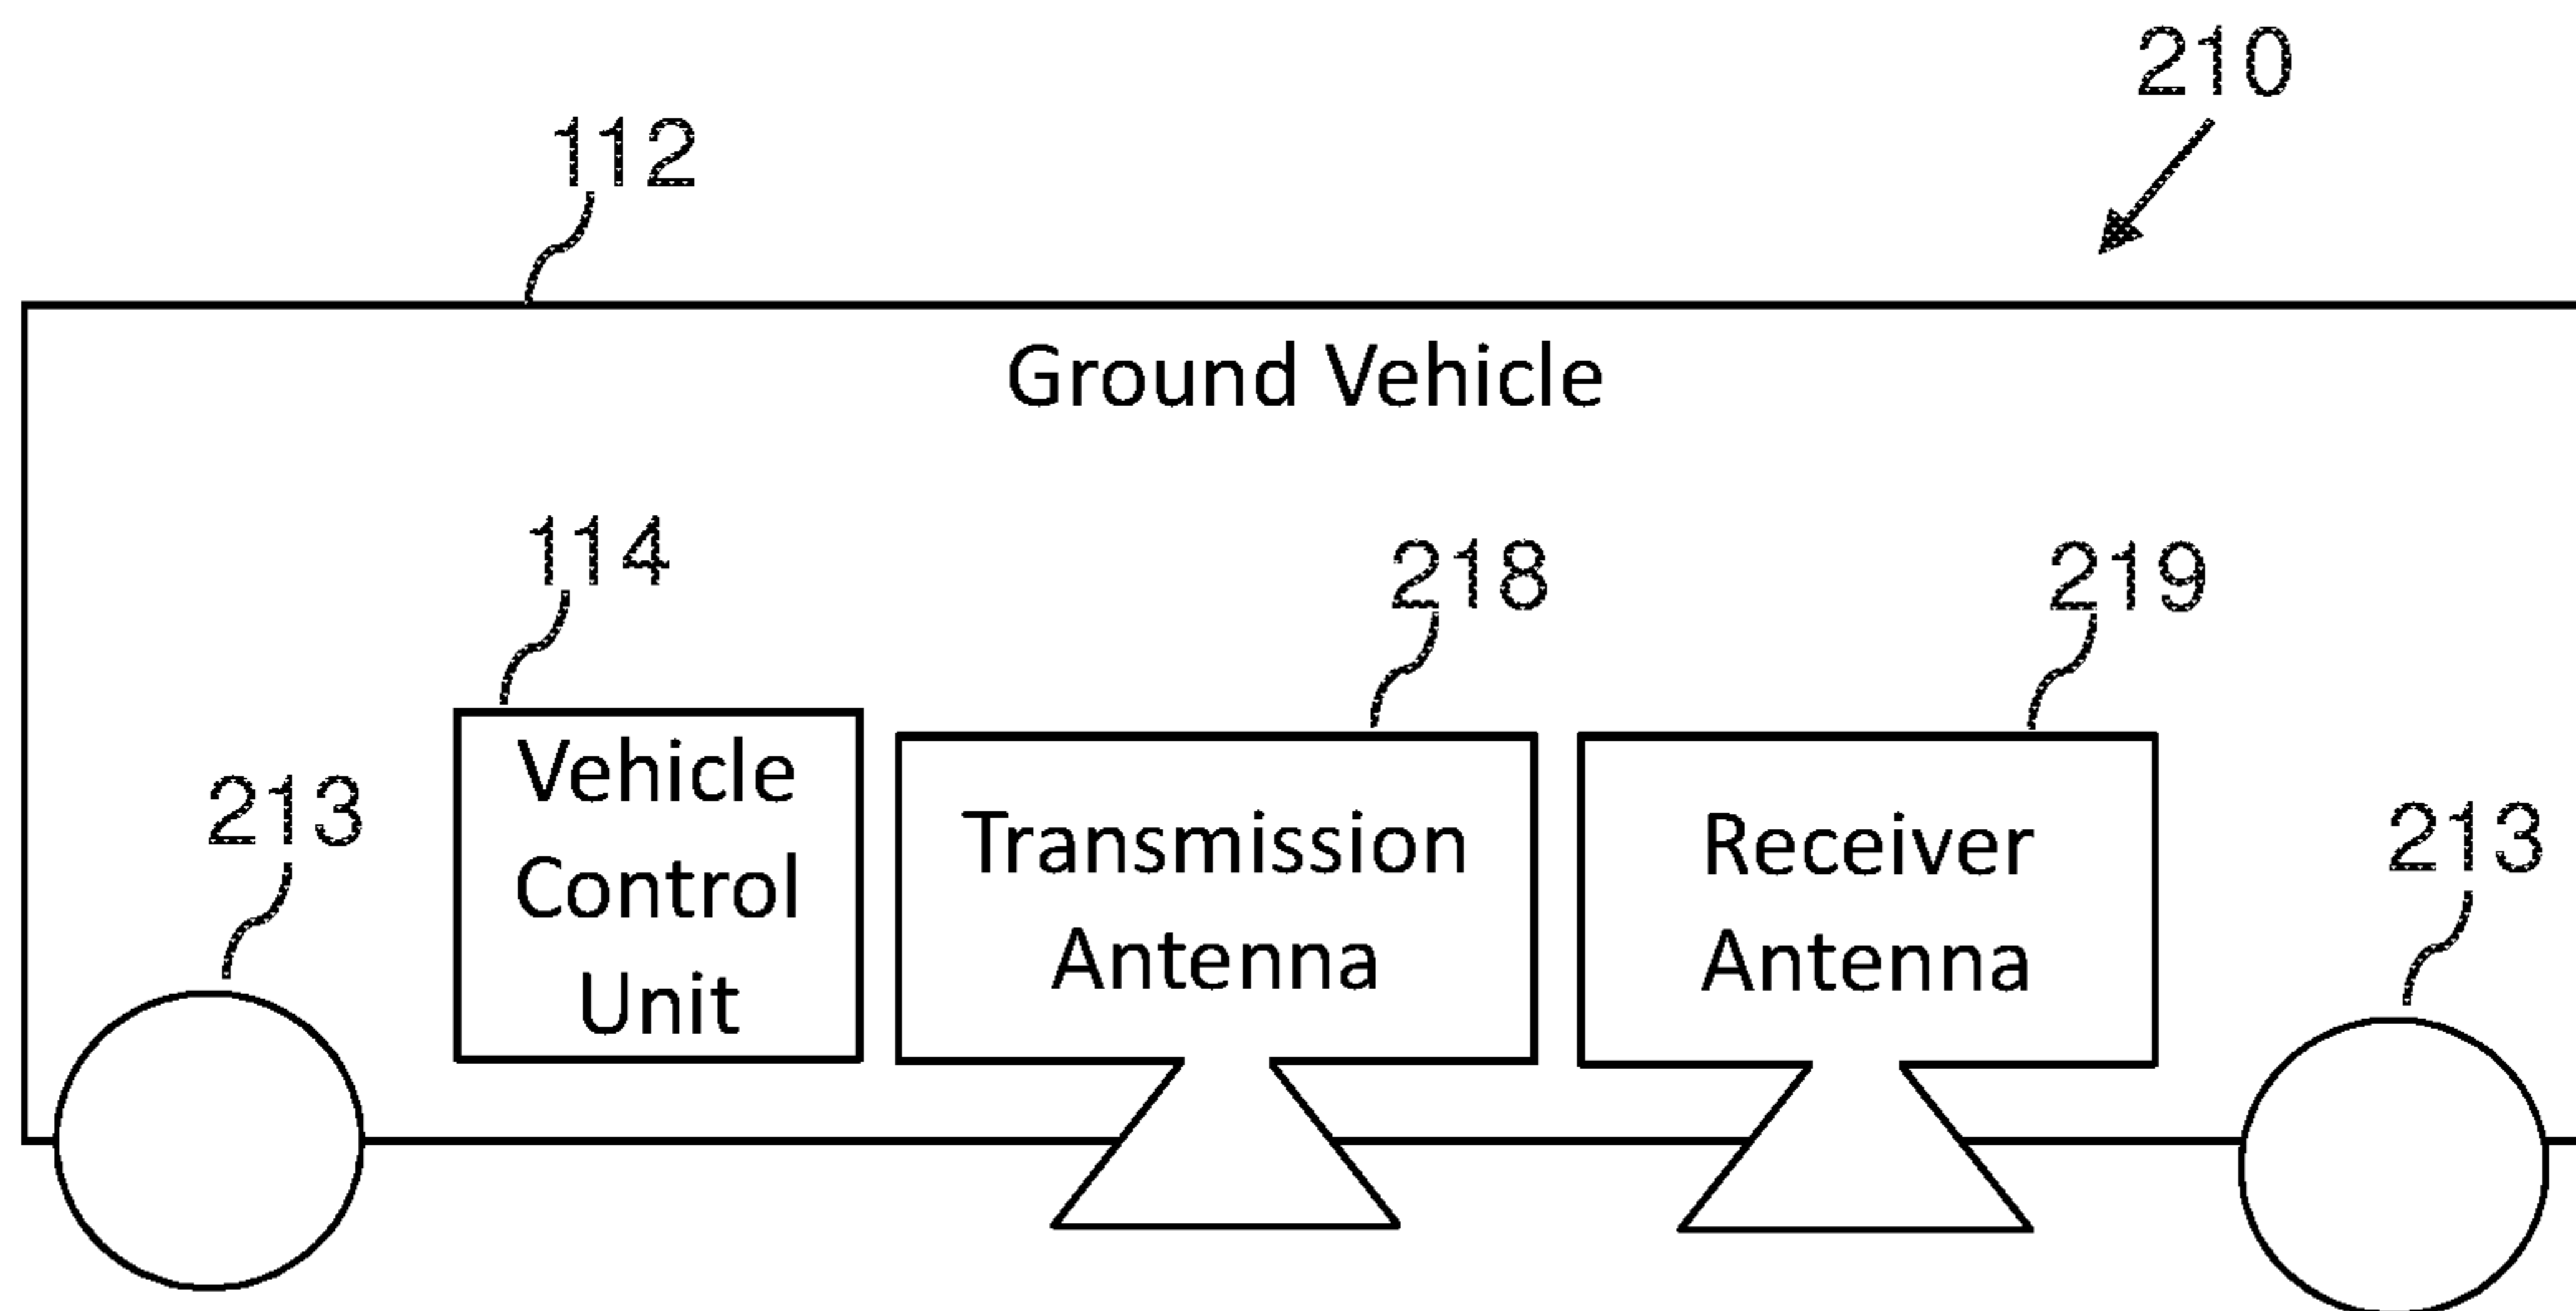 210
112
Ground Vehicle
114
218
219
213
213
Vehicle
Control
Unit
Transmission
Antenna
Receiver
Antenna